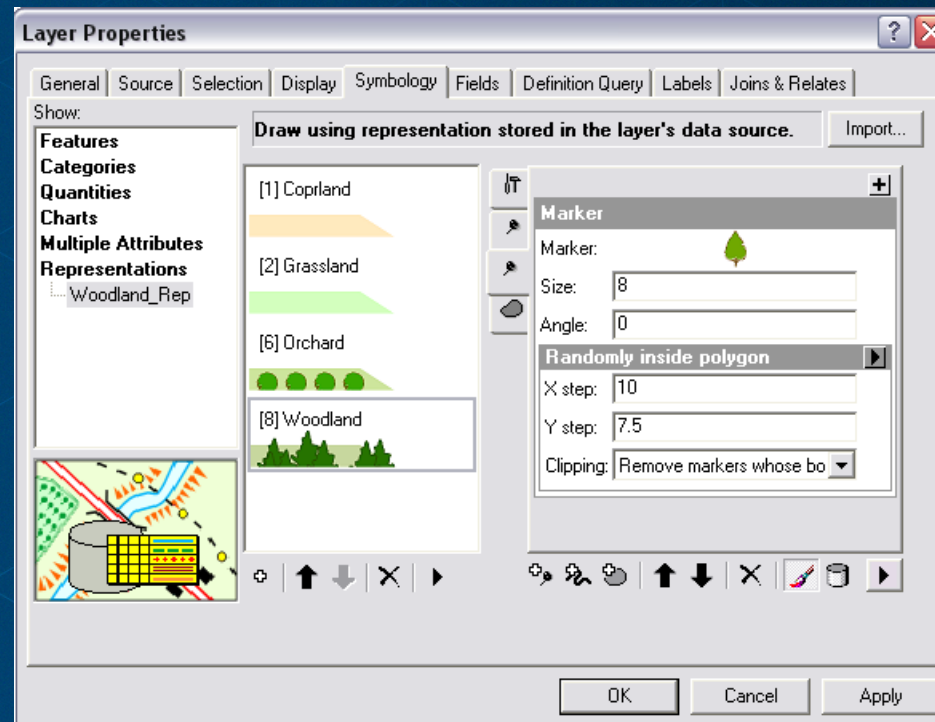 Layer Properties
General Source Selection Display Symbology Fields Definition Query Labels Joins & Relates
Show:
Features
Categories
Quantities
Charts
Multiple Attributes
Representations
Woodland_Rep
Draw using representation stored in the layer's data source.
Import...
[1] Coprland
[2] Grassland
[6] Orchard
[8] Woodland
Marker
Marker:
Size: 8
Angle: 0
Randomly inside polygon
X step: 10
Y step: 7.5
Clipping: Remove markers whose bo
OK Cancel Apply